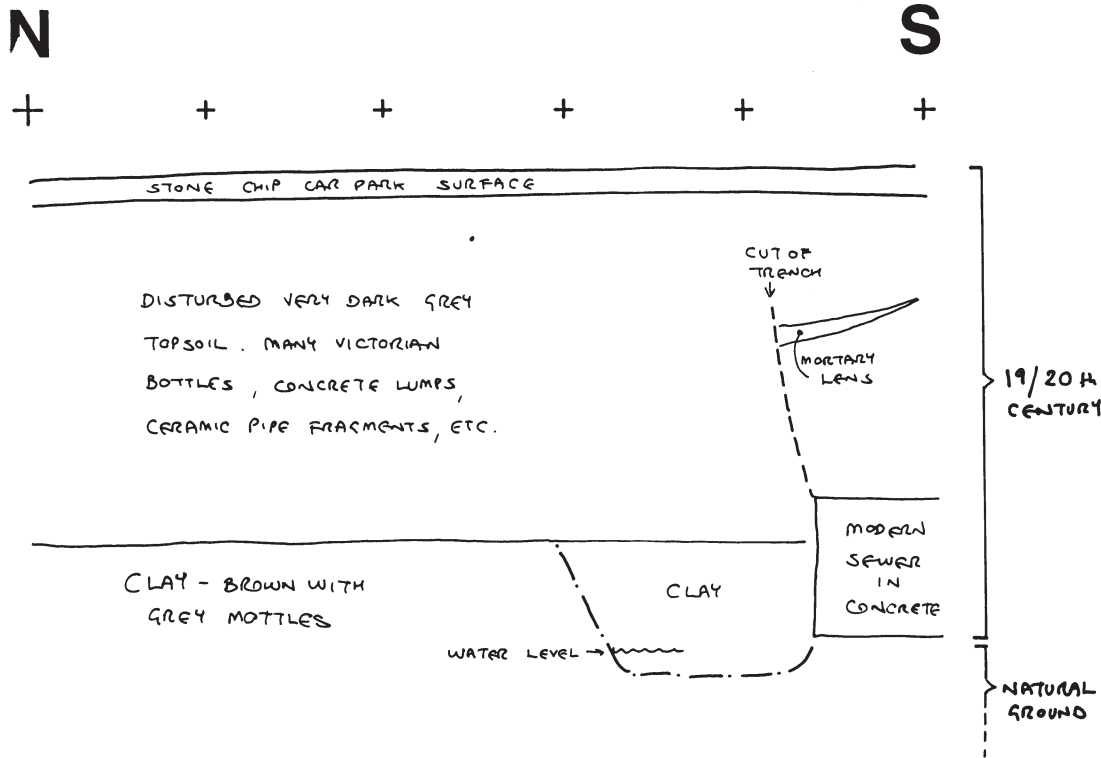 N S
STONE CHIP CAR PARK SURFACE
CUT OF
TRENCH
DISTURBED VERY DARK GREY
TOPSOIL. MANY VICTORIAN
BOTTLES, CONCRETE LUMPS,
CERAMIC PIPE FRAGMENTS, ETC.
MORTARY
LENS
19/20th
CENTURY
MODERN
SEWER
IN
CONCRETE
CLAY - BROWN WITH
GREY MOTTLES
CLAY
WATER LEVEL
NATURAL
GROUND